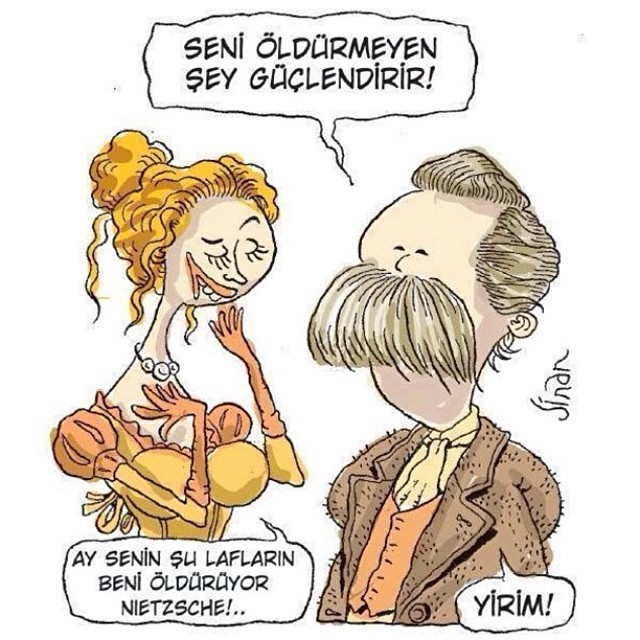 SENİ ÖLDÜRMEYEN
ŞEY GÜÇLENDİRİR!
AY SENİN ŞU LAFLARIN
BENİ ÖLDÜRÜYOR
NIETZSCHE!..
YİRİM!
Sinan